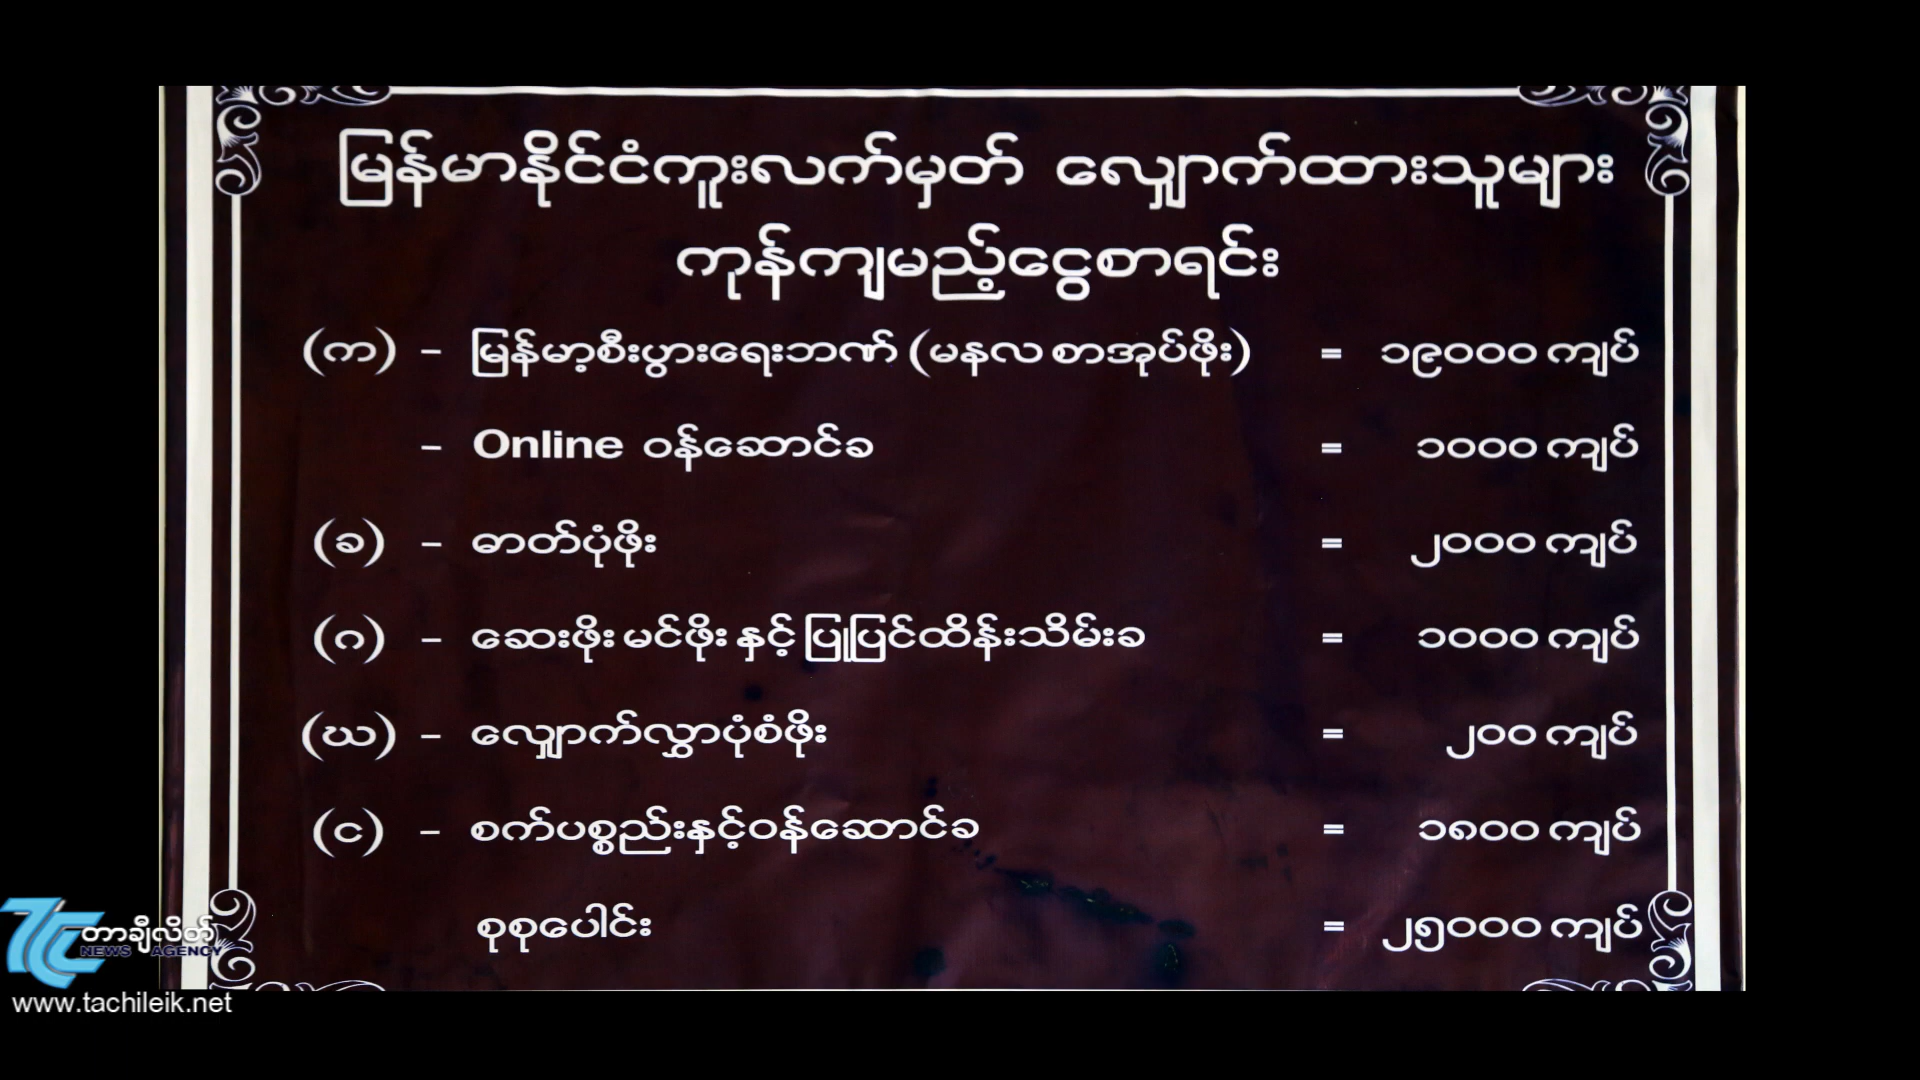 မြန်မာနိုင်ငံကူးလက်မှတ် လျှောက်ထားသူများ
ကုန်ကျမည့်ငွေစာရင်း
(က) – မြန်မာ့စီးပွားရေးဘဏ် (မနလ စာအုပ်ဖိုး) = ၁၉၀၀၀ ကျပ်
– Online ဝန်ဆောင်ခ = ၁၀၀၀ ကျပ်
(ခ) – ဓာတ်ပုံဖိုး = ၂၀၀၀ ကျပ်
(ဂ) – ဆေးဖိုး မင်ဖိုး နှင့် ပြုပြင်ထိန်းသိမ်းခ = ၁၀၀၀ ကျပ်
(ဃ) – လျှောက်လွှာပုံစံဖိုး = ၂၀၀ ကျပ်
(င) – စက်ပစ္စည်းနှင့်ဝန်ဆောင်ခ = ၁၈၀၀ ကျပ်
စုစုပေါင်း = ၂၅၀၀၀ ကျပ်
တာချီလိတ်
NEWS AGENCY
www.tachileik.net